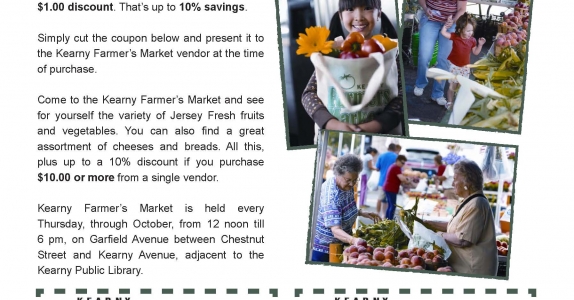 $1.00 discount. That's up to 10% savings.
Simply cut the coupon below and present it to
the Kearny Farmer's Market vendor at the time
of purchase.
Come to the Kearny Farmer's Market and see
for yourself the variety of Jersey Fresh fruits
and vegetables. You can also find a great
assortment of cheeses and breads. All this,
plus up to a 10% discount if you purchase
$10.00 or more from a single vendor.
Kearny Farmer's Market is held every
Thursday, through October, from 12 noon till
6 pm, on Garfield Avenue between Chestnut
Street and Kearny Avenue, adjacent to the
Kearny Public Library.
KEARNY
KEARNY